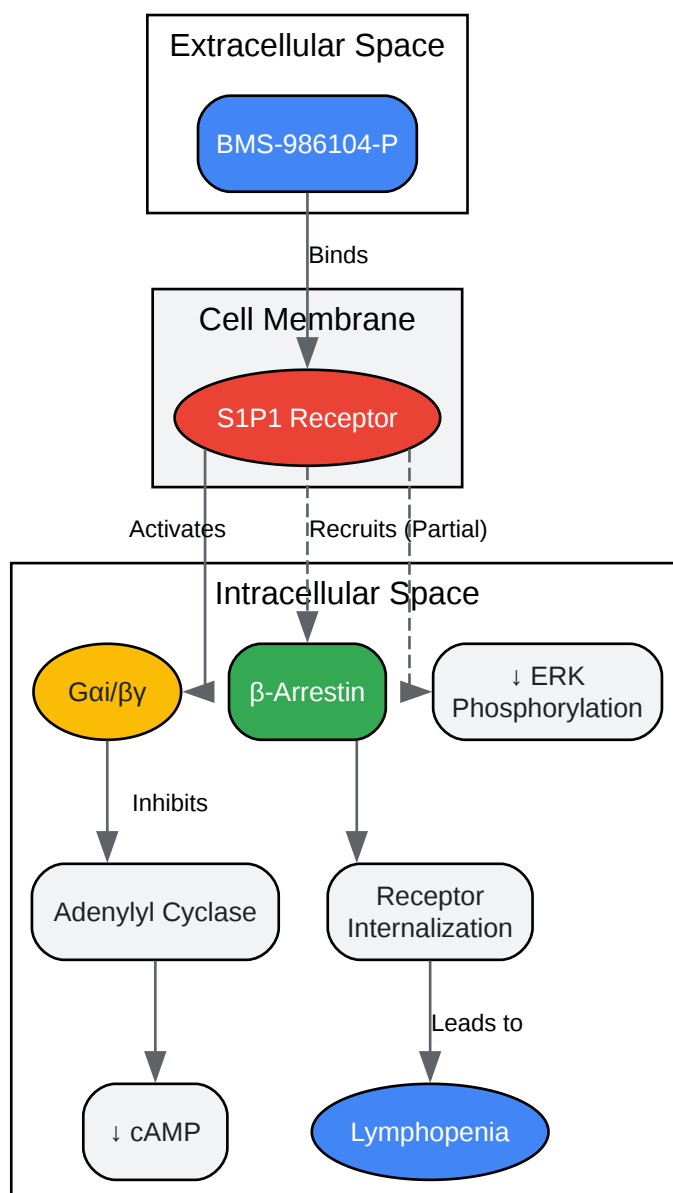 Extracellular Space
BMS-986104-P
Binds
Cell Membrane
S1P1 Receptor
Activates
Recruits (Partial)
Intracellular Space
Gαi/βγ
β-Arrestin
↓ ERK
Phosphorylation
Inhibits
Adenylyl Cyclase
Receptor
Internalization
Leads to
↓ cAMP
Lymphopenia